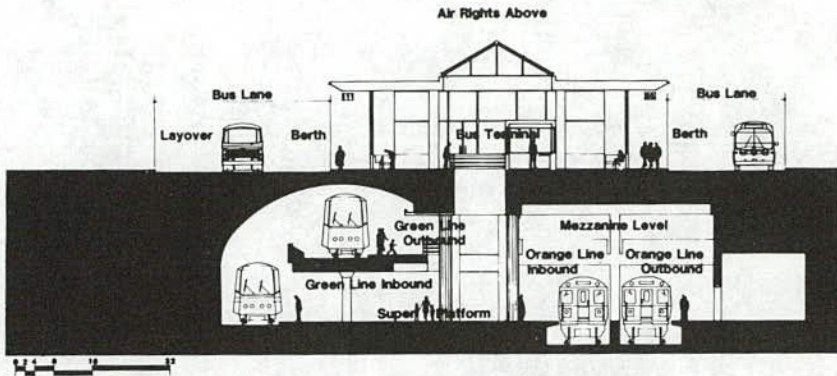 Air Rights Above
Bus Lane
Bus Lane
Layover
Berth
Bus Terminal
Berth
Green Line
Outbound
Mezzanine Level
Orange Line
Inbound
Orange Line
Outbound
Green Line Inbound
Super Platform